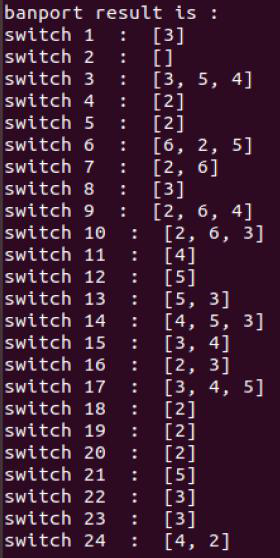 banport result is :
switch 1  :  [3]
switch 2  :  []
switch 3  :  [3, 5, 4]
switch 4  :  [2]
switch 5  :  [2]
switch 6  :  [6, 2, 5]
switch 7  :  [2, 6]
switch 8  :  [3]
switch 9  :  [2, 6, 4]
switch 10  :  [2, 6, 3]
switch 11  :  [4]
switch 12  :  [5]
switch 13  :  [5, 3]
switch 14  :  [4, 5, 3]
switch 15  :  [3, 4]
switch 16  :  [2, 3]
switch 17  :  [3, 4, 5]
switch 18  :  [2]
switch 19  :  [2]
switch 20  :  [2]
switch 21  :  [5]
switch 22  :  [3]
switch 23  :  [3]
switch 24  :  [4, 2]